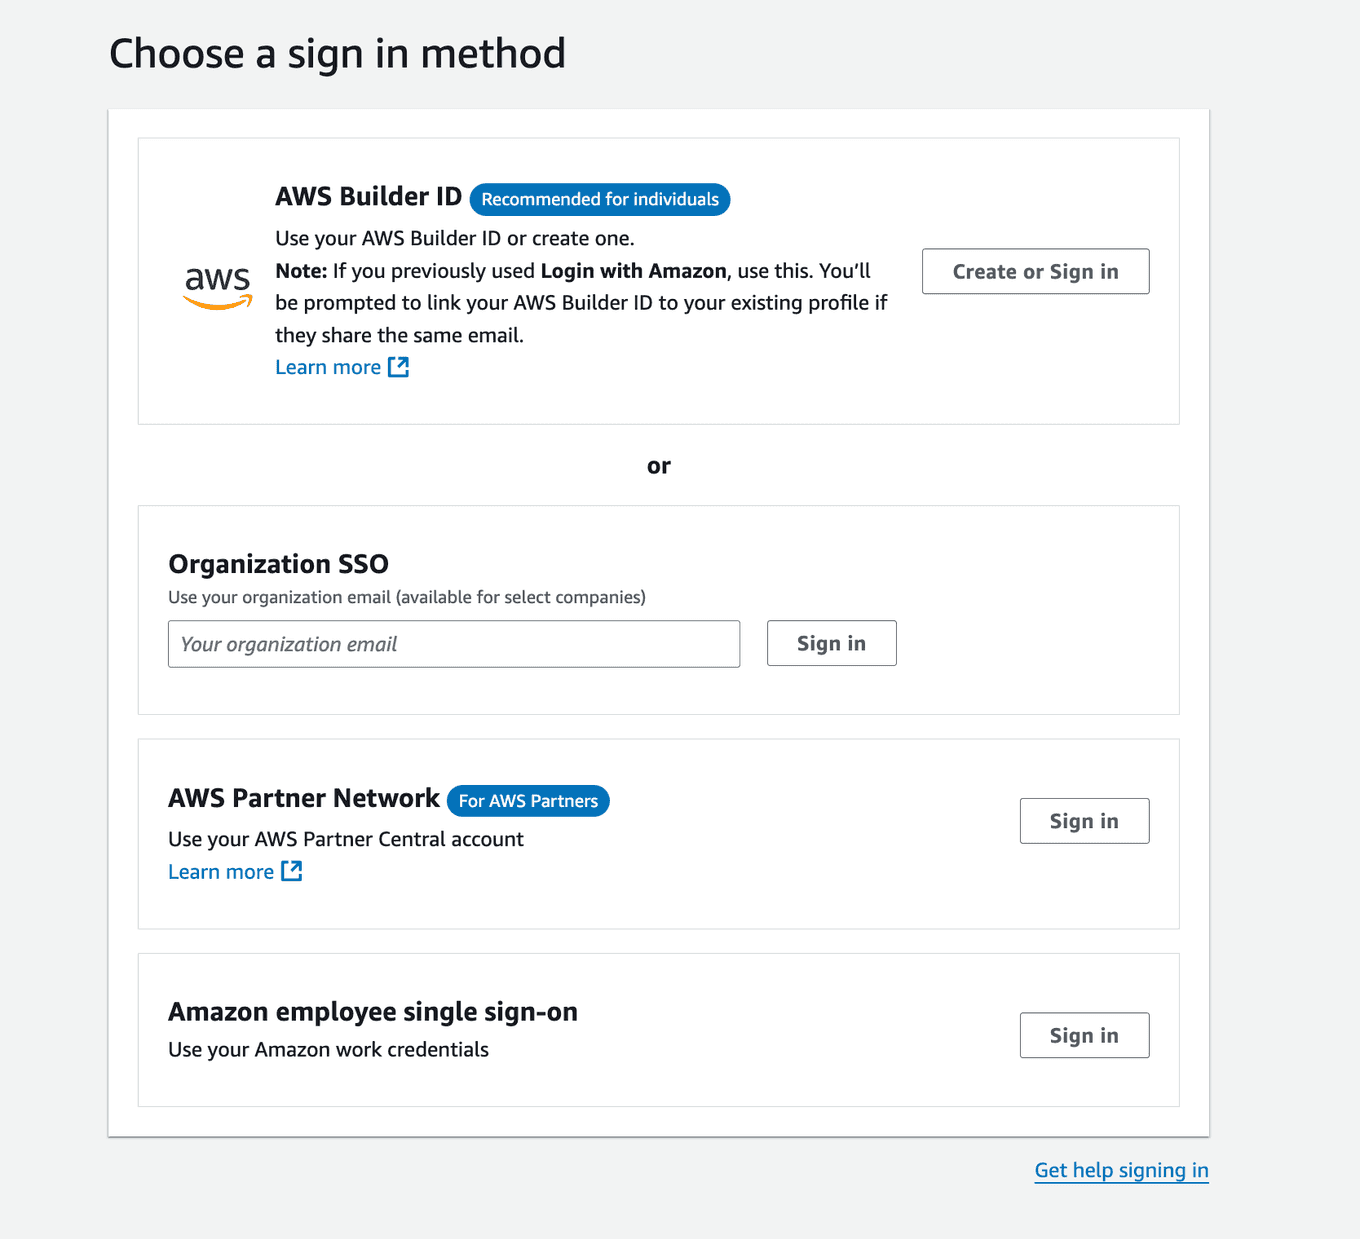 Choose a sign in method
AWS Builder ID Recommended for individuals
Use your AWS Builder ID or create one.
aws
Note: If you previously used Login with Amazon, use this. You’ll
be prompted to link your AWS Builder ID to your existing profile if
they share the same email.
Learn more
Create or Sign in
or
Organization SSO
Use your organization email (available for select companies)
Your organization email
Sign in
AWS Partner Network For AWS Partners
Use your AWS Partner Central account
Learn more
Sign in
Amazon employee single sign-on
Use your Amazon work credentials
Sign in
Get help signing in